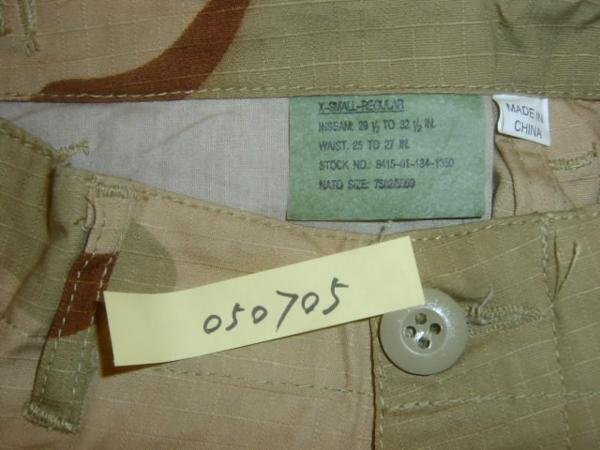 X-SMALL-REGULAR
INSEAM: 29 ½ TO 32 ½ IN.
WAIST: 25 TO 27 IN.
STOCK NO.: 8415-01-184-1350
NATO SIZE:
MADE IN
CHINA
050705